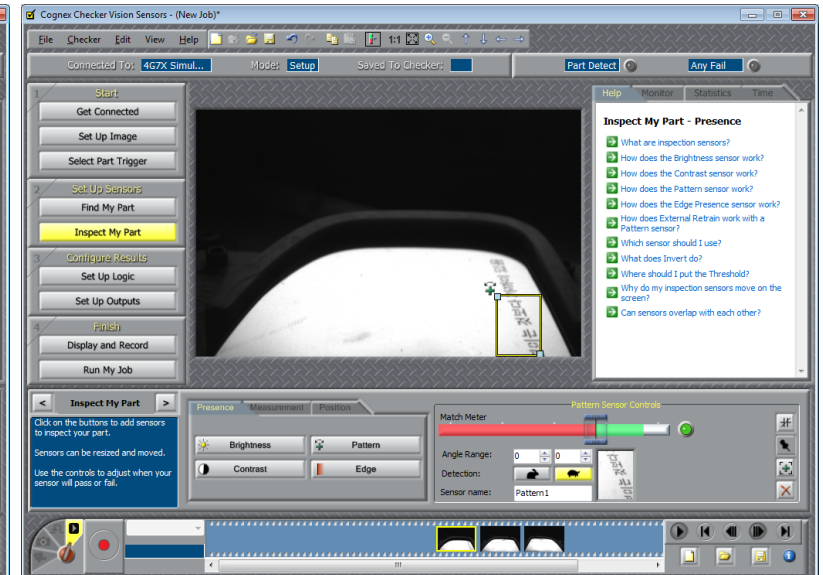 Cognex Checker Vision Sensors - (New Job)*
File Checker Edit View Help 1:1
Connected To: 4G7X Simul... Mode: Setup Saved To Checker: Part Detect Any Fail
1 Start
Get Connected
Set Up Image
Select Part Trigger
2 Set Up Sensors
Find My Part
Inspect My Part
3 Configure Results
Set Up Logic
Set Up Outputs
4 Finish
Display and Record
Run My Job
Help Monitor Statistics Time
Inspect My Part - Presence
What are inspection sensors?
How does the Brightness sensor work?
How does the Contrast sensor work?
How does the Pattern sensor work?
How does the Edge Presence sensor work?
How does External Retrain work with a
Pattern sensor?
Which sensor should I use?
What does Invert do?
Where should I put the Threshold?
Why do my inspection sensors move on the
screen?
Can sensors overlap with each other?
< Inspect My Part >
Click on the buttons to add sensors
to inspect your part.
Sensors can be resized and moved.
Use the controls to adjust when your
sensor will pass or fail.
Presence Measurement Position
Brightness Pattern
Contrast Edge
Pattern Sensor Controls
Match Meter
Angle Range: 0 0
Detection:
Sensor name: Pattern1